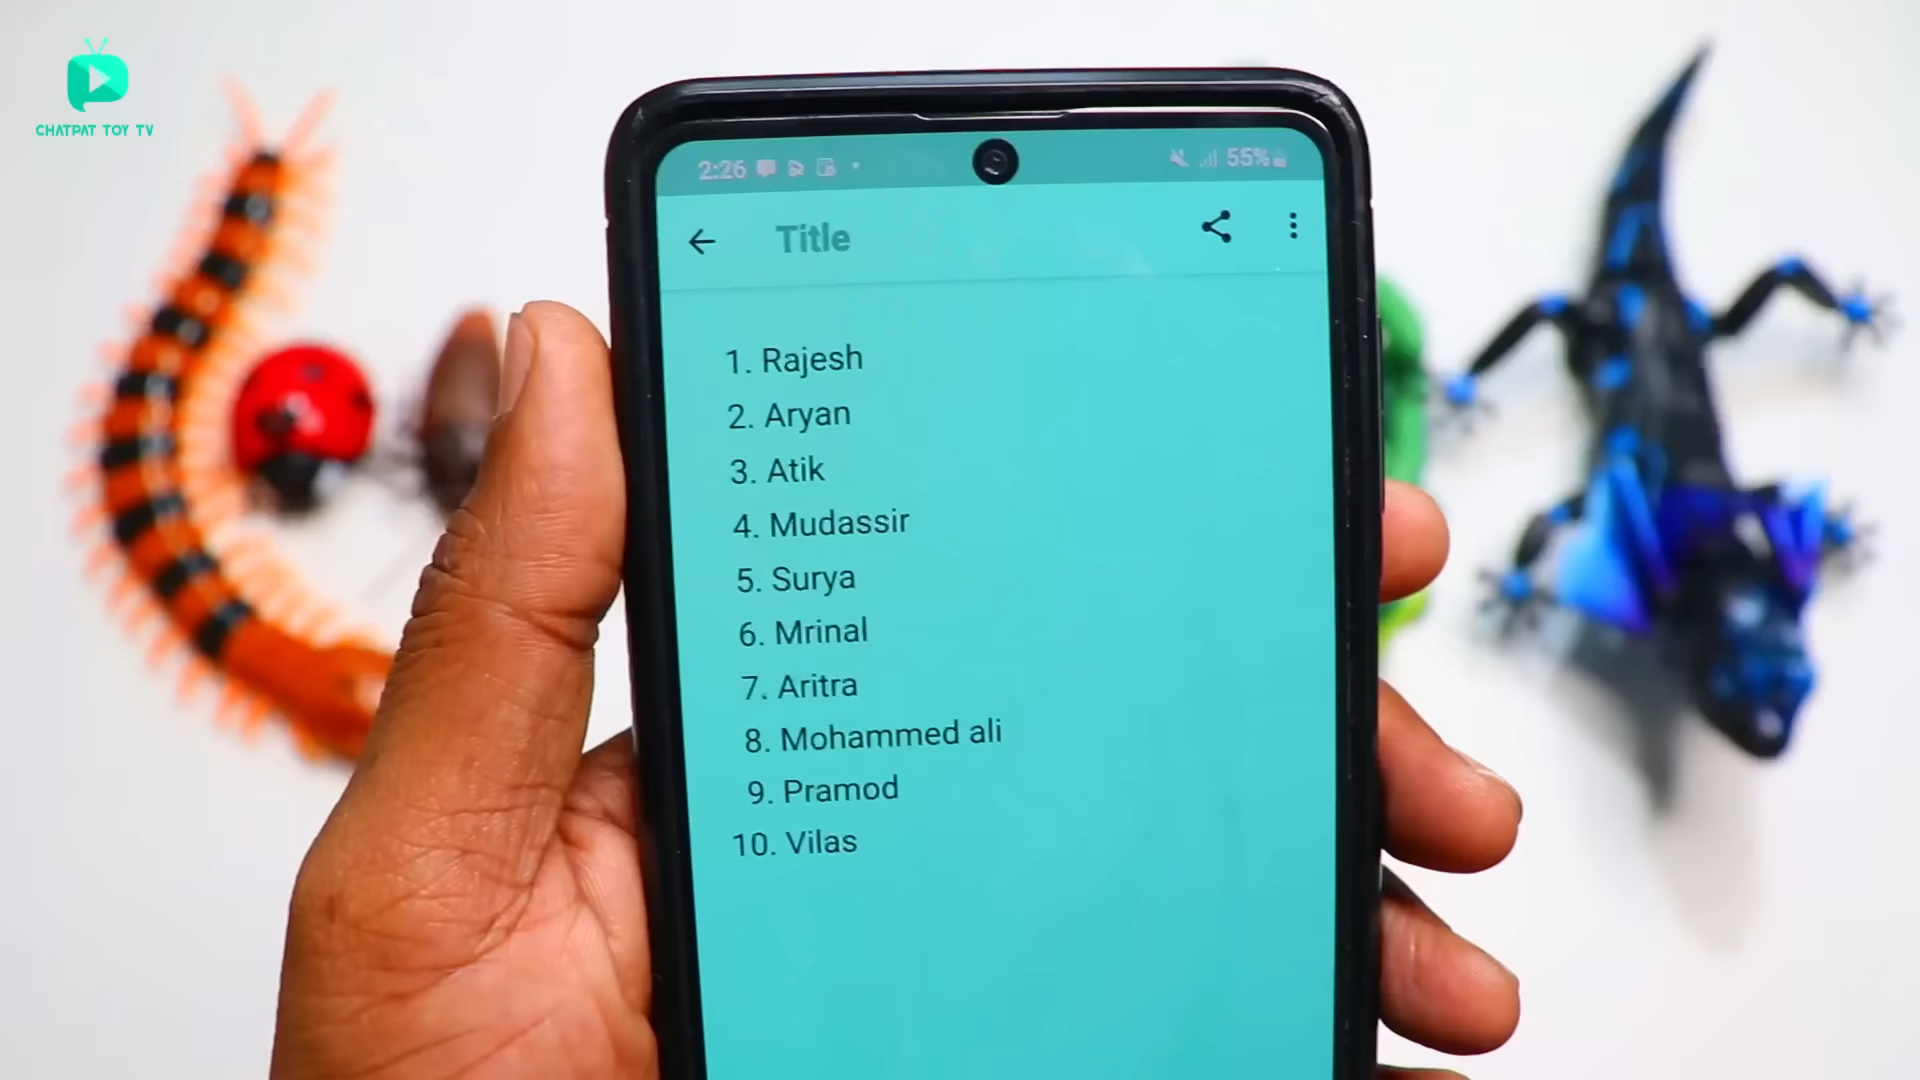 CHATPAT TOY TV
2:26
55%
Title
1. Rajesh
2. Aryan
3. Atik
4. Mudassir
5. Surya
6. Mrinal
7. Aritra
8. Mohammed ali
9. Pramod
10. Vilas